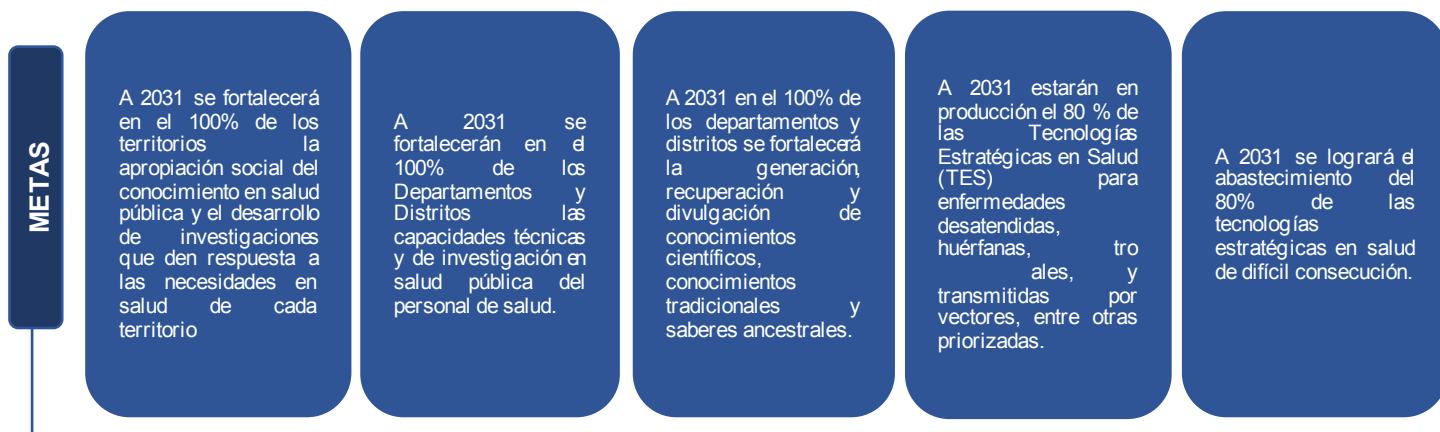 METAS
A 2031 se fortalecerá
en el 100% de los
territorios la
apropiación social del
conocimiento en salud
pública y el desarrollo
de investigaciones
que den respuesta a
las necesidades en
salud de cada
territorio
A 2031 se
fortalecerán en el
100% de los
Departamentos y
Distritos las
capacidades técnicas
y de investigación en
salud pública del
personal de salud.
A 2031 en el 100% de
los departamentos y
distritos se fortalecerá
la generación,
recuperación y
divulgación de
conocimientos
científicos,
conocimientos
tradicionales y
saberes ancestrales.
A 2031 estarán en
producción el 80 % de
las Tecnologías
Estratégicas en Salud
(TES) para
enfermedades
desatendidas,
huérfanas, tro
ales, y
transmitidas por
vectores, entre otras
priorizadas.
A 2031 se logrará el
abastecimiento del
80% de las
tecnologías
estratégicas en salud
de difícil consecución.